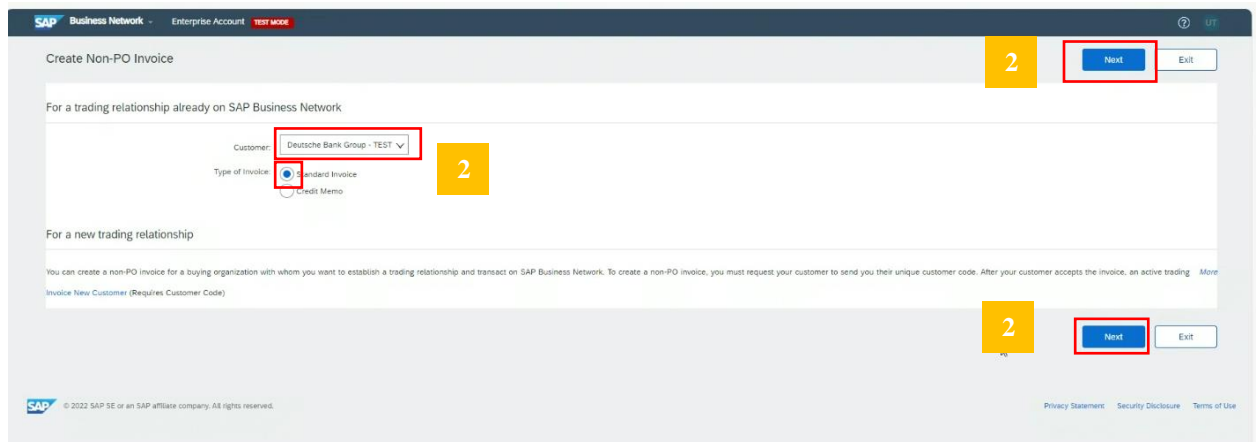 SAP Business Network Enterprise Account TEST MODE ? UT
Create Non-PO Invoice 2 Next Exit
For a trading relationship already on SAP Business Network
Customer: Deutsche Bank Group - TEST
2
Type of Invoice: Standard Invoice
Credit Memo
For a new trading relationship
You can create a non-PO invoice for a buying organization with whom you want to establish a trading relationship and transact on SAP Business Network. To create a non-PO invoice, you must request your customer to send you their unique customer code. After your customer accepts the invoice, an active trading More
Invoice New Customer (Requires Customer Code)
2 Next Exit
SAP © 2022 SAP SE or an SAP affiliate company. All rights reserved. Privacy Statement Security Disclosure Terms of Use